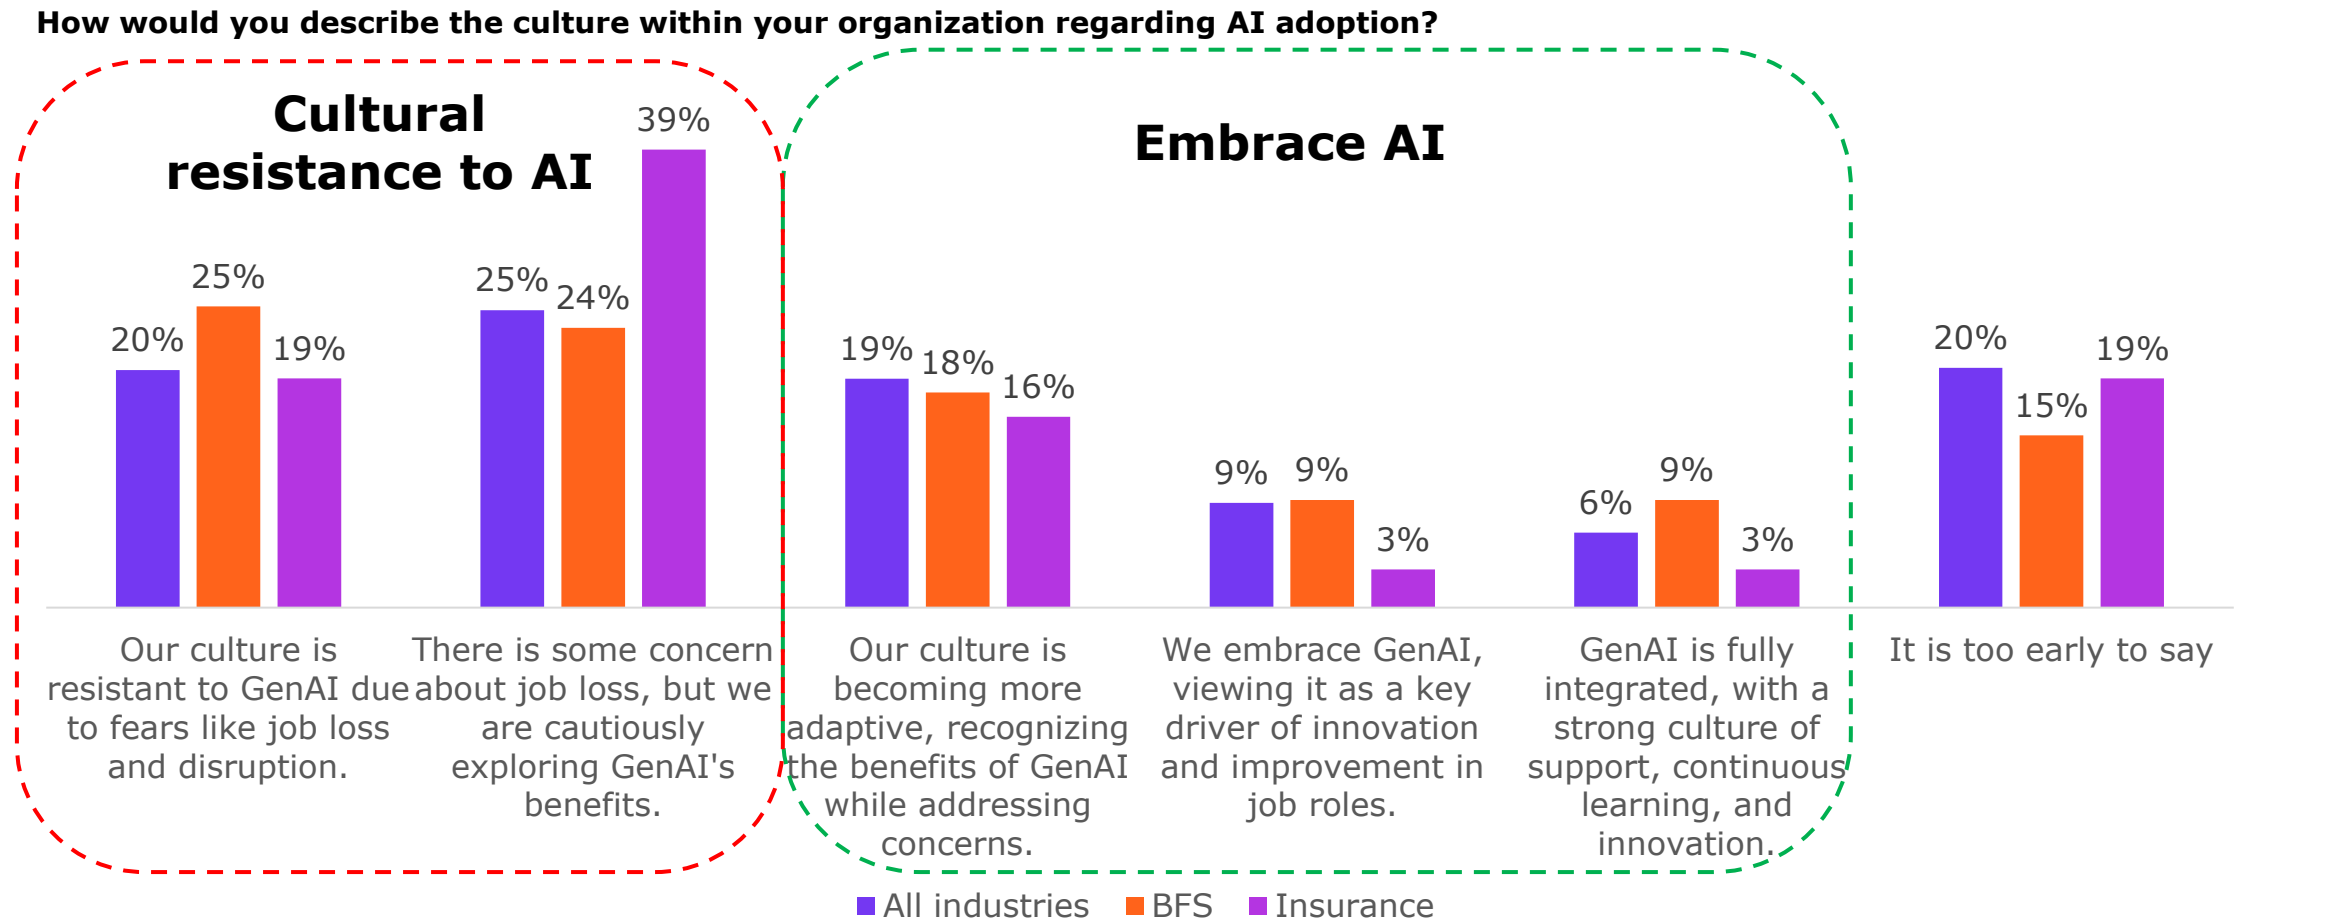 How would you describe the culture within your organization regarding AI adoption?
Cultural
resistance to AI
Embrace AI
20%
25%
19%
25%
24%
39%
19%
18%
16%
9%
9%
3%
6%
9%
3%
20%
15%
19%
Our culture is
resistant to GenAI due
to fears like job loss
and disruption.
There is some concern
about job loss, but we
are cautiously
exploring GenAI's
benefits.
Our culture is
becoming more
adaptive, recognizing
the benefits of GenAI
while addressing
concerns.
We embrace GenAI,
viewing it as a key
driver of innovation
and improvement in
job roles.
GenAI is fully
integrated, with a
strong culture of
support, continuous
learning, and
innovation.
It is too early to say
All industries
BFS
Insurance